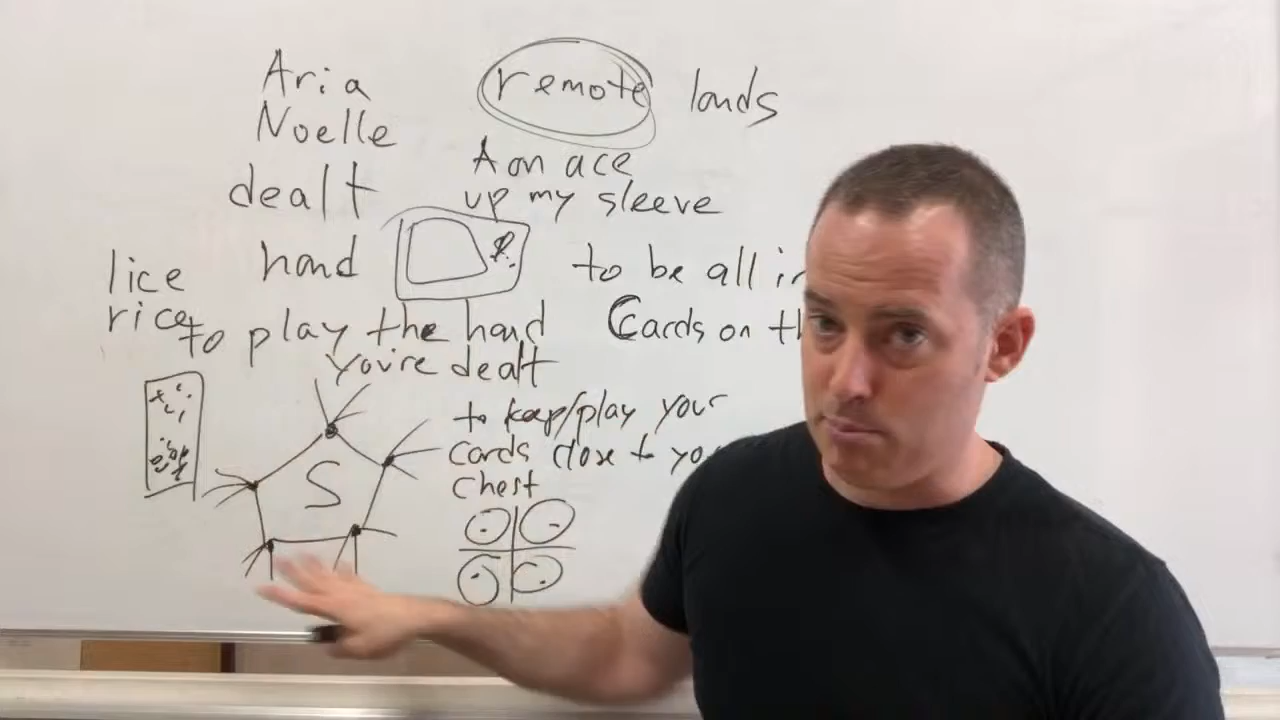 Aria
Noelle
remote lands
dealt
A an ace
up my sleeve
hand
to be all in
lice
rice
to play the hand
you're dealt
Cards on th
to keep/play your
cards close to yo
chest
S